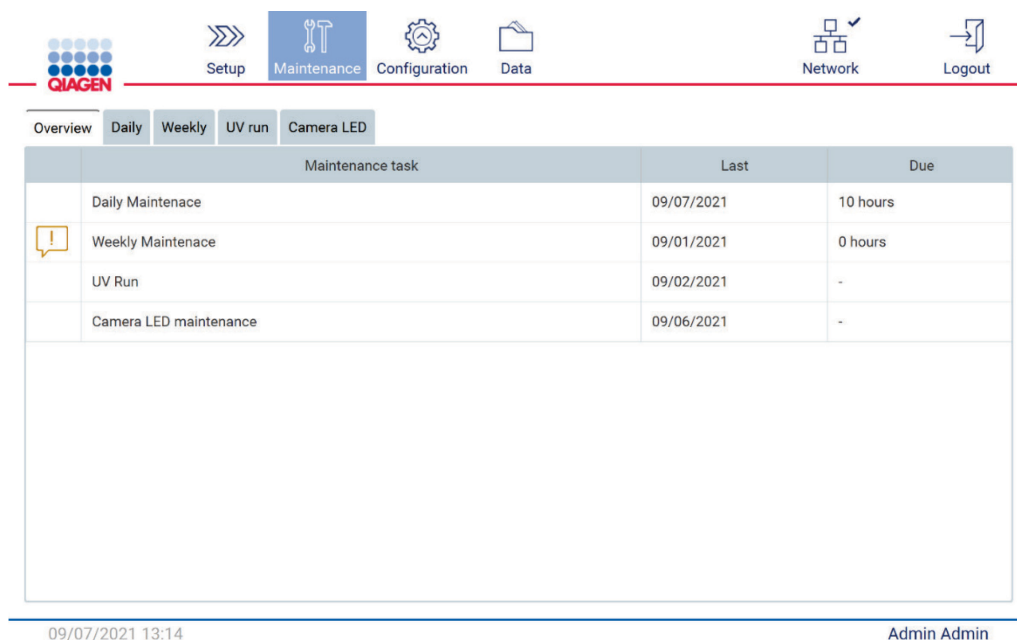 Setup Maintenance Configuration Data Network Logout
QIAGEN
Overview Daily Weekly UV run Camera LED
Maintenance task Last Due
Daily Maintenace 09/07/2021 10 hours
! Weekly Maintenace 09/01/2021 0 hours
UV Run 09/02/2021 -
Camera LED maintenance 09/06/2021 -
09/07/2021 13:14 Admin Admin